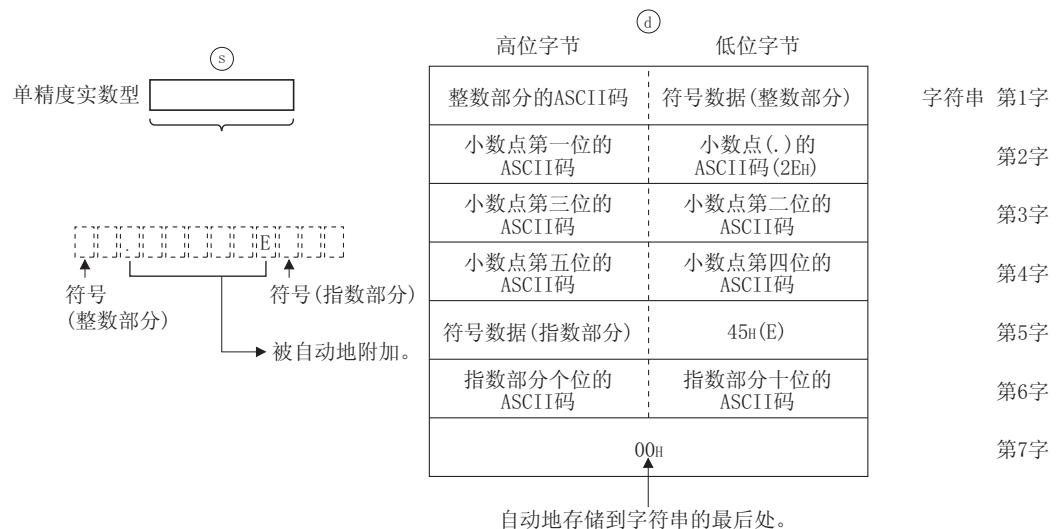 ⓓ
高位字节 低位字节
ⓢ
单精度实数型
整数部分的ASCII码 符号数据(整数部分) 字符串 第1字
小数点第一位的
ASCII码
小数点(.)的
ASCII码(2EH)
第2字
小数点第三位的
ASCII码
小数点第二位的
ASCII码
第3字
. E
小数点第五位的
ASCII码
小数点第四位的
ASCII码
第4字
符号
(整数部分)
符号(指数部分)
被自动地附加。
符号数据(指数部分) 45H(E) 第5字
指数部分个位的
ASCII码
指数部分十位的
ASCII码
第6字
00H 第7字
自动地存储到字符串的最后处。